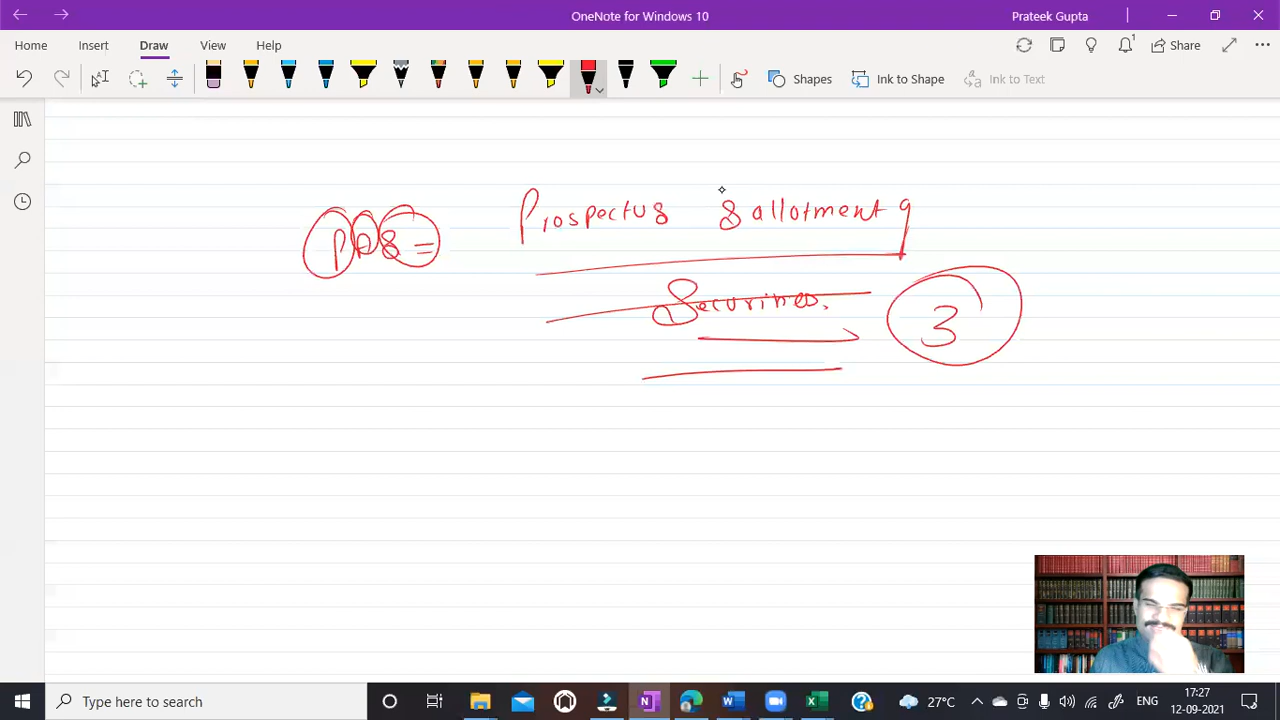 OneNote for Windows 10
Prateek Gupta
Home Insert Draw View Help
Share
Shapes Ink to Shape Ink to Text
Prospectus & allotment of
PAS =
Securities.
3
Type here to search
27°C ENG 17:27
12-09-2021